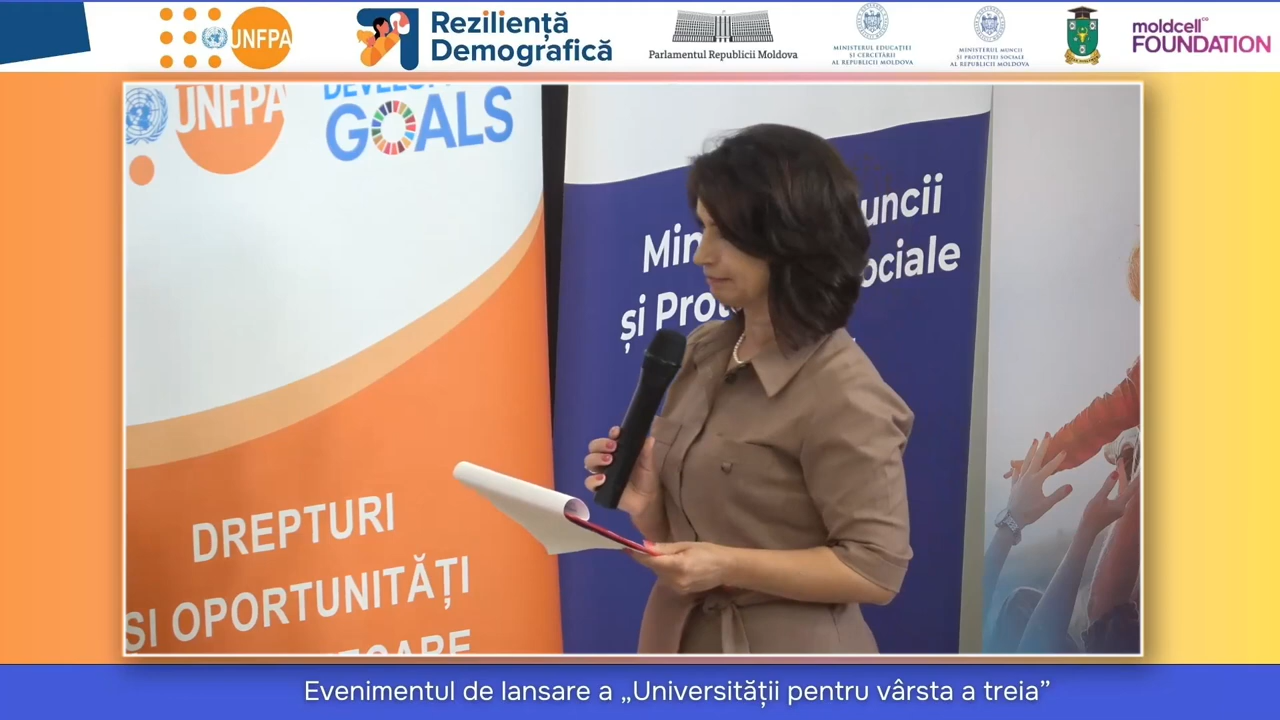 UNFPA
Reziliență
Demografică
Parlamentul Republicii Moldova
MINISTERUL EDUCAȚIEI
ȘI CERCETĂRII
AL REPUBLICII MOLDOVA
MINISTERUL MUNCII
ȘI PROTECȚIEI SOCIALE
AL REPUBLICII MOLDOVA
moldcell
FOUNDATION
UNFPA
GOALS
uncii
ociale
și
DREPTURI
ȘI OPORTUNITĂȚI
Evenimentul de lansare a „Universității pentru vârsta a treia”